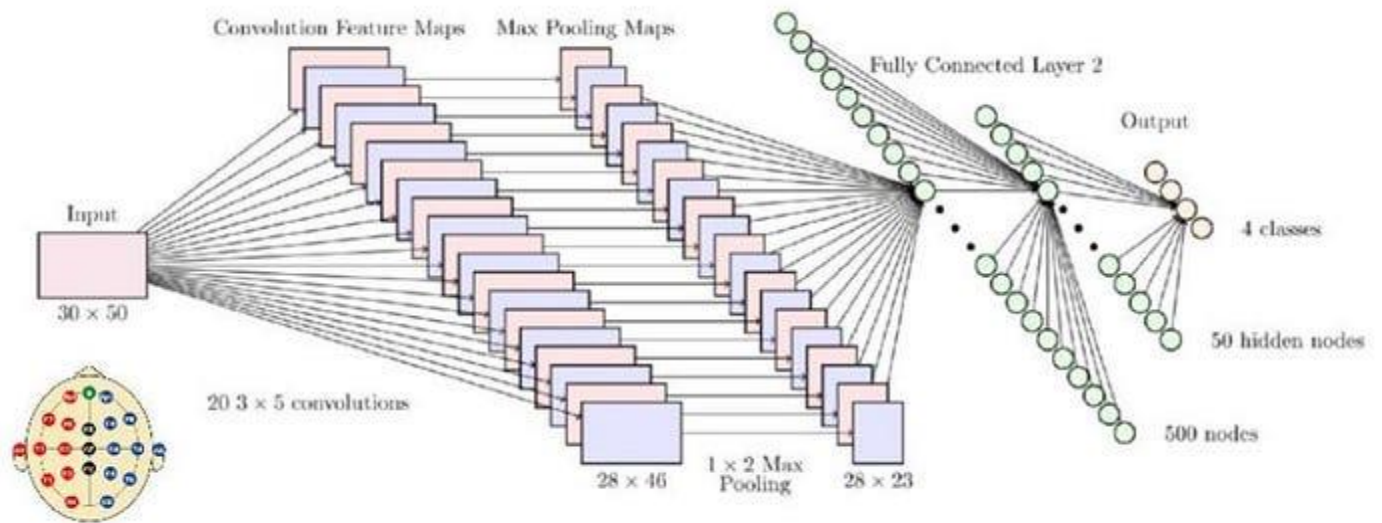 Convolution Feature Maps
Max Pooling Maps
Fully Connected Layer 2
Output
Input
4 classes
30 × 50
50 hidden nodes
20 3 × 5 convolutions
500 nodes
28 × 46
1 × 2 Max
Pooling
28 × 23